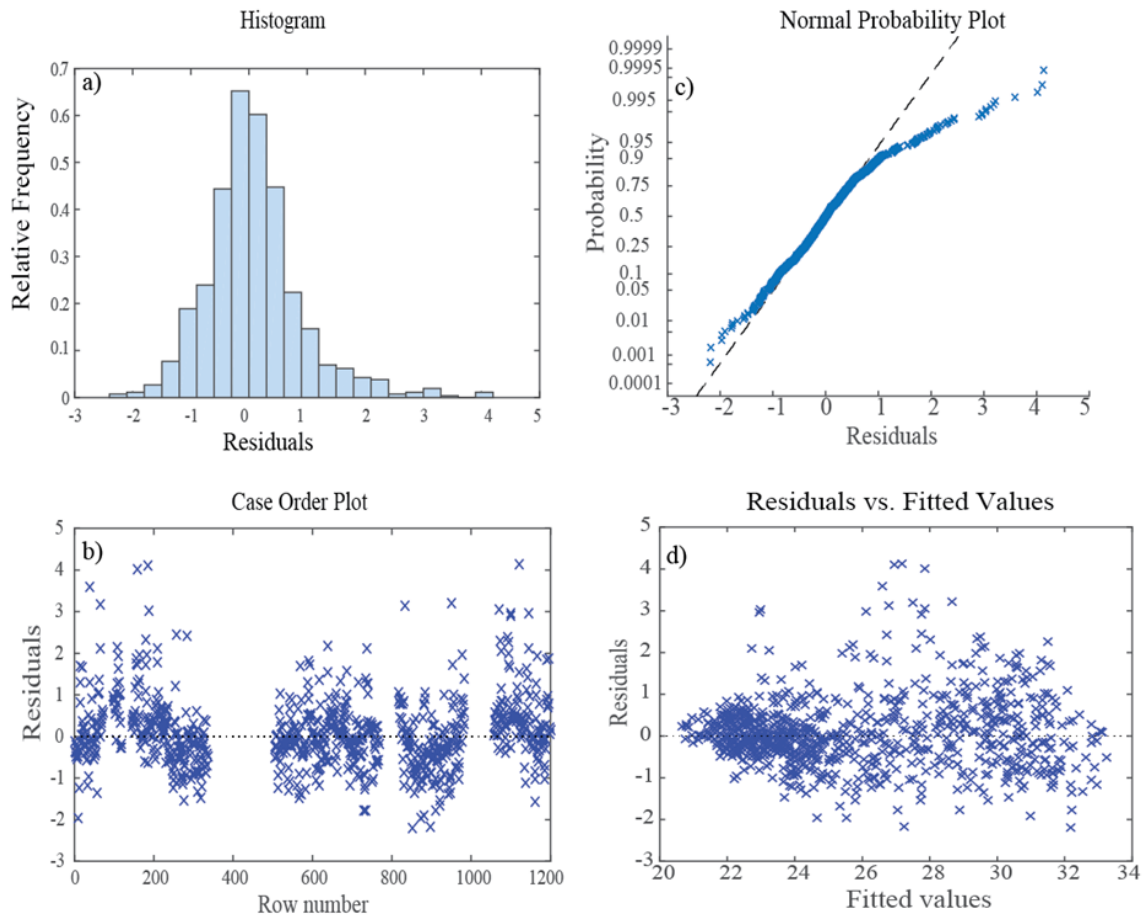 Histogram
a)
0.7
0.6
0.5
0.4
0.3
0.2
0.1
0
Relative Frequency
-3 -2 -1 0 1 2 3 4 5
Residuals
Normal Probability Plot
c)
0.9999
0.9995
0.995
0.95
0.9
0.75
0.5
0.25
0.1
0.05
0.01
0.001
0.0001
Probability
-3 -2 -1 0 1 2 3 4 5
Residuals
Case Order Plot
b)
5
4
3
2
1
0
-1
-2
-3
Residuals
0 200 400 600 800 1000 1200
Row number
Residuals vs. Fitted Values
d)
5
4
3
2
1
0
-1
-2
-3
Residuals
20 22 24 26 28 30 32 34
Fitted values